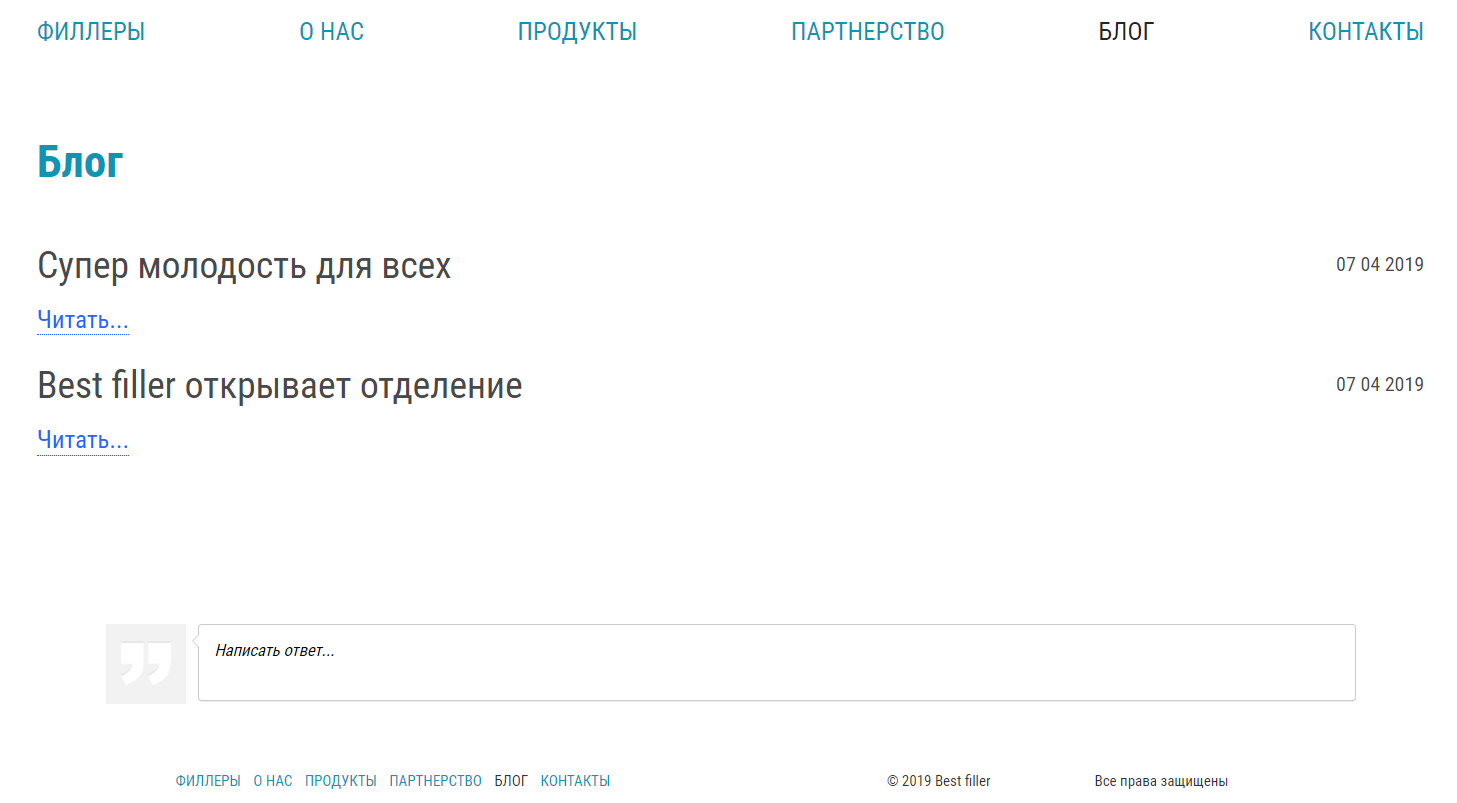 ФИЛЛЕРЫ О НАС ПРОДУКТЫ ПАРТНЕРСТВО БЛОГ КОНТАКТЫ
Блог
Супер молодость для всех 07 04 2019
Читать...
Best filler открывает отделение 07 04 2019
Читать...
Написать ответ...
ФИЛЛЕРЫ О НАС ПРОДУКТЫ ПАРТНЕРСТВО БЛОГ КОНТАКТЫ © 2019 Best filler Все права защищены